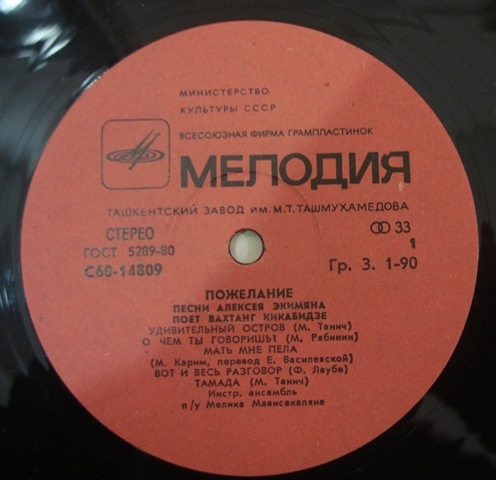 МИНИСТЕРСТВО
КУЛЬТУРЫ СССР
ВСЕСОЮЗНАЯ ФИРМА ГРАМПЛАСТИНОК
МЕЛОДИЯ
ТАШКЕНТСКИЙ ЗАВОД ИМ. М.Т. ТАШМУХАМЕДОВА
СТЕРЕО 33
ГОСТ 5289-80 1
С60-14809 Гр. 3. 1-90
ПОЖЕЛАНИЕ
ПЕСНИ АЛЕКСЕЯ ЭКИМЯНА
ПОЕТ ВАХТАНГ КИКАБИДЗЕ
УДИВИТЕЛЬНЫЙ ОСТРОВ (М. Танич)
О ЧЕМ ТЫ ГОВОРИШЬ! (М. Рябинин)
МАТЬ МНЕ ПЕЛА
(М. Карим, перевод Е. Василевской)
ВОТ И ВЕСЬ РАЗГОВОР (Ф. Лаубе)
ТАМАДА (М. Танич)
Инстр. ансамбль
п/у Мелика Мависакаляна